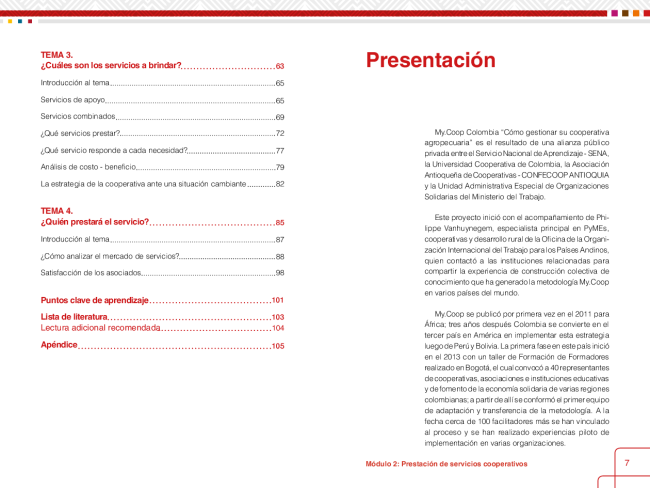 TEMA 3.
¿Cuáles son los servicios a brindar?............................63
Introducción al tema....................65
Servicios de apoyo....................65
Servicios combinados....................69
¿Qué servicios prestar?....................72
¿Qué servicio responde a cada necesidad?....................77
Análisis de costo - beneficio....................79
La estrategia de la cooperativa ante una situación cambiante ............82
TEMA 4.
¿Quién prestará el servicio?....................85
Introducción al tema....................87
¿Cómo analizar el mercado de servicios?....................88
Satisfacción de los asociados....................98
Puntos clave de aprendizaje....................101
Lista de literatura....................103
Lectura adicional recomendada....................104
Apéndice....................105
Presentación
My.Coop Colombia “Cómo gestionar su cooperativa
agropecuaria” es el resultado de una alianza público
privada entre el Servicio Nacional de Aprendizaje - SENA,
la Universidad Cooperativa de Colombia, la Asociación
Antioqueña de Cooperativas - CONFECOOP ANTIOQUIA
y la Unidad Administrativa Especial de Organizaciones
Solidarias del Ministerio del Trabajo.
Este proyecto inició con el acompañamiento de Phi-
lippe Vanhuynegem, especialista principal en PyMEs,
cooperativas y desarrollo rural de la Oficina de la Organi-
zación Internacional del Trabajo para los Países Andinos,
quien contactó a las instituciones relacionadas para
compartir la experiencia de construcción colectiva de
conocimiento que ha generado la metodología My.Coop
en varios países del mundo.
My.Coop se publicó por primera vez en el 2011 para
África; tres años después Colombia se convierte en el
tercer país en América en implementar esta estrategia
luego de Perú y Bolivia. La primera fase en este país inició
en el 2013 con un taller de Formación de Formadores
realizado en Bogotá, el cual convocó a 40 representantes
de cooperativas, asociaciones e instituciones educativas
y de fomento de la economía solidaria de varias regiones
colombianas; a partir de allí se conformó el primer equipo
de adaptación y transferencia de la metodología. A la
fecha cerca de 100 facilitadores más se han vinculado
al proceso y se han realizado experiencias piloto de
implementación en varias organizaciones.
Módulo 2: Prestación de servicios cooperativos
7